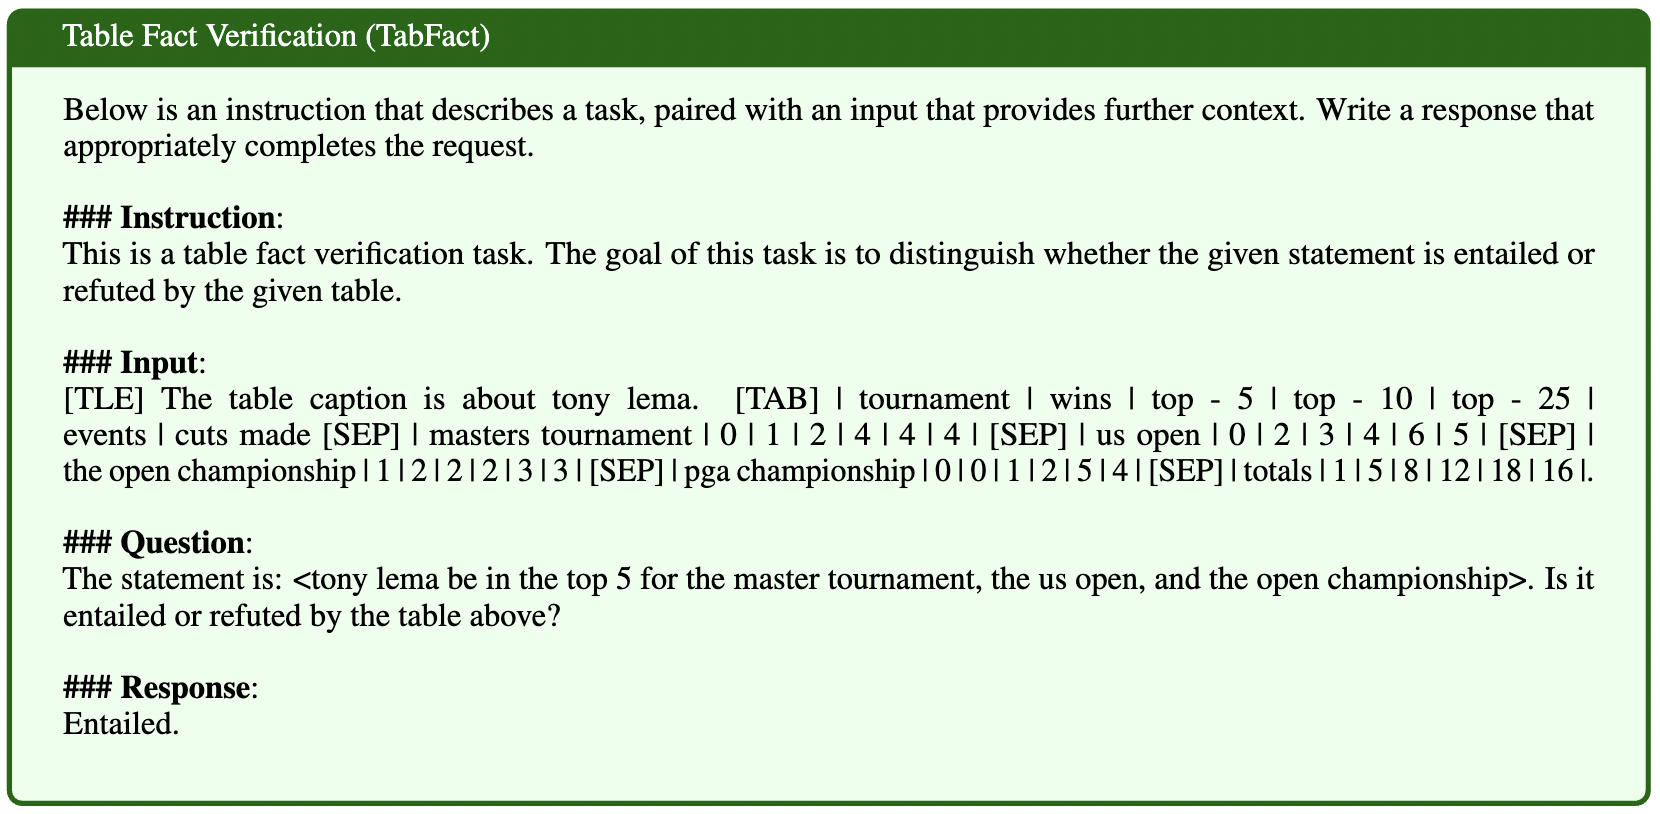 Table Fact Verification (TabFact)
Below is an instruction that describes a task, paired with an input that provides further context. Write a response that
appropriately completes the request.
### Instruction:
This is a table fact verification task. The goal of this task is to distinguish whether the given statement is entailed or
refuted by the given table.
### Input:
[TLE] The table caption is about tony lema. [TAB] | tournament | wins | top - 5 | top - 10 | top - 25 |
events | cuts made [SEP] | masters tournament | 0 | 1 | 2 | 4 | 4 | 4 | [SEP] | us open | 0 | 2 | 3 | 4 | 6 | 5 | [SEP] |
the open championship | 1 | 2 | 2 | 2 | 3 | 3 | [SEP] | pga championship | 0 | 0 | 1 | 2 | 5 | 4 | [SEP] | totals | 1 | 5 | 8 | 12 | 18 | 16 |.
### Question:
The statement is: <tony lema be in the top 5 for the master tournament, the us open, and the open championship>. Is it
entailed or refuted by the table above?
### Response:
Entailed.